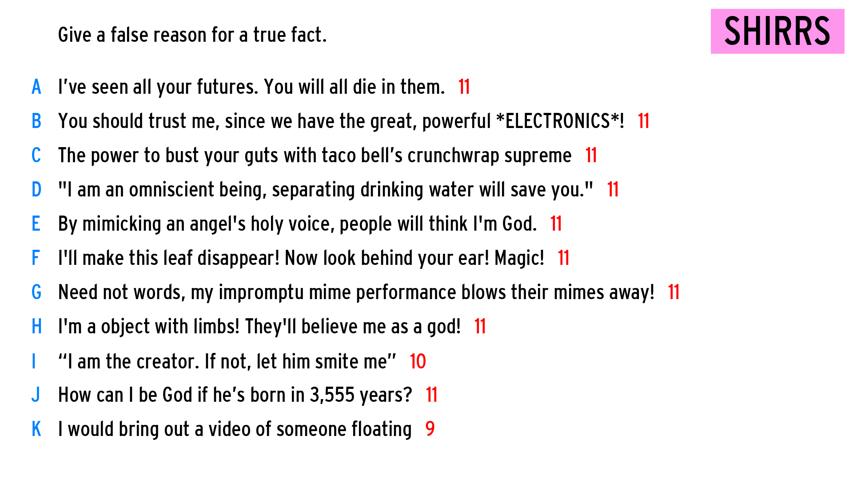 Give a false reason for a true fact.
SHIRRS
A I've seen all your futures. You will all die in them. 11
B You should trust me, since we have the great, powerful *ELECTRONICS*! 11
C The power to bust your guts with taco bell's crunchwrap supreme 11
D "I am an omniscient being, separating drinking water will save you." 11
E By mimicking an angel's holy voice, people will think I'm God. 11
F I'll make this leaf disappear! Now look behind your ear! Magic! 11
G Need not words, my impromptu mime performance blows their mimes away! 11
H I'm a object with limbs! They'll believe me as a god! 11
I “I am the creator. If not, let him smite me” 10
J How can I be God if he's born in 3,555 years? 11
K I would bring out a video of someone floating 9